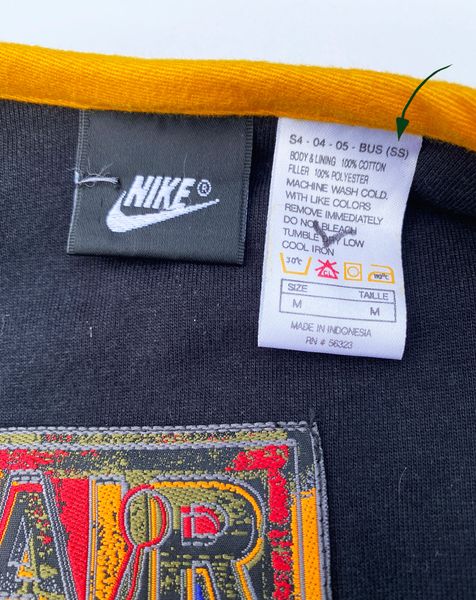 NIKE®
S4 - 04 - 05 - BUS (SS)
BODY & LINING 100% COTTON
FILLER 100% POLYESTER
MACHINE WASH COLD.
WITH LIKE COLORS
REMOVE IMMEDIATELY
DO NOT BLEACH
TUMBLE DRY LOW
COOL IRON
30°C
110°C
SIZE TAILLE
M M
MADE IN INDONESIA
RN # 56323
AIR